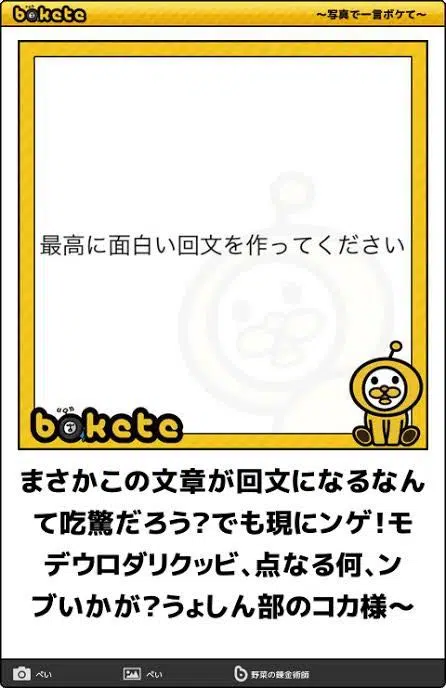 bokete
～写真で一言ボケて～
最高に面白い回文を作ってください
bokete
まさかこの文章が回文になるなん
て吃驚だろう?でも現にンゲ!モ
デウロダリクッビ、点なる何、ン
ブいかが?うょしん部のコカ様～
ぺい
ぺい
野菜の錬金術師